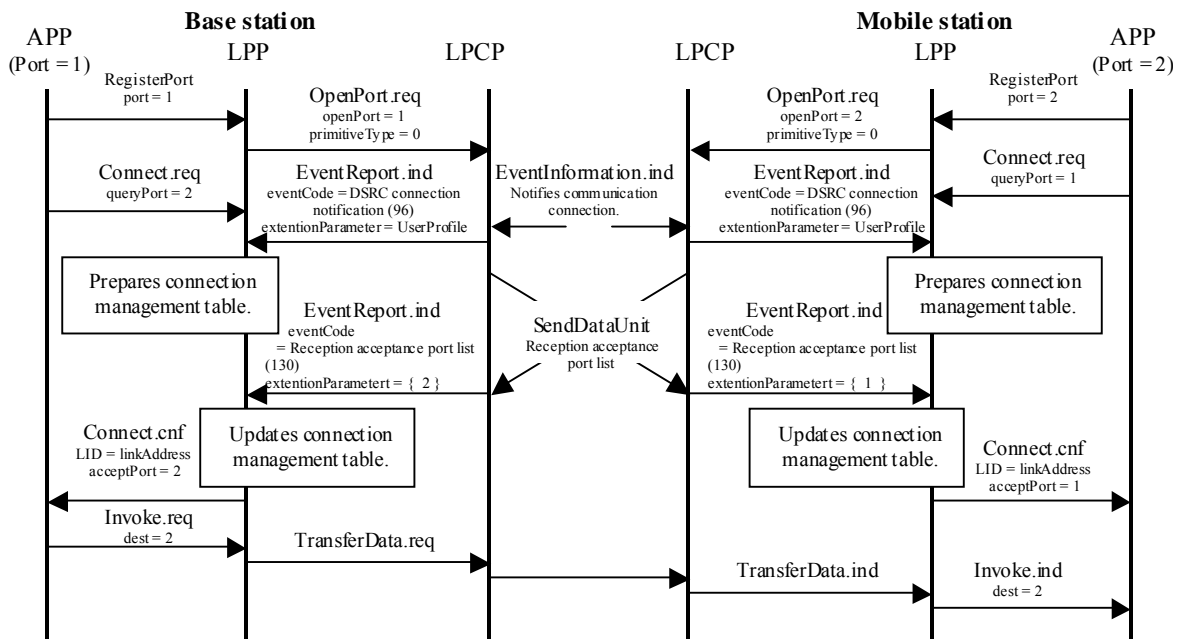 Base station
Mobile station
APP
(Port = 1)
LPP
LPCP
LPCP
LPP
APP
(Port = 2)
RegisterPort
port = 1
OpenPort.req
openPort = 1
primitiveType = 0
OpenPort.req
openPort = 2
primitiveType = 0
RegisterPort
port = 2
Connect.req
queryPort = 2
EventReport.ind
eventCode = DSRC connection
notification (96)
extentionParameter = UserProfile
EventInformation.ind
Notifies communication
connection.
EventReport.ind
eventCode = DSRC connection
notification (96)
extentionParameter = UserProfile
Connect.req
queryPort = 1
Prepares connection
management table.
Prepares connection
management table.
EventReport.ind
eventCode
= Reception acceptance port list
(130)
extentionParametert = { 2 }
SendDataUnit
Reception acceptance
port list
EventReport.ind
eventCode
= Reception acceptance port list
(130)
extentionParametert = { 1 }
Updates connection
management table.
Updates connection
management table.
Connect.cnf
LID = linkAddress
acceptPort = 2
Connect.cnf
LID = linkAddress
acceptPort = 1
Invoke.req
dest = 2
TransferData.req
TransferData.ind
Invoke.ind
dest = 2